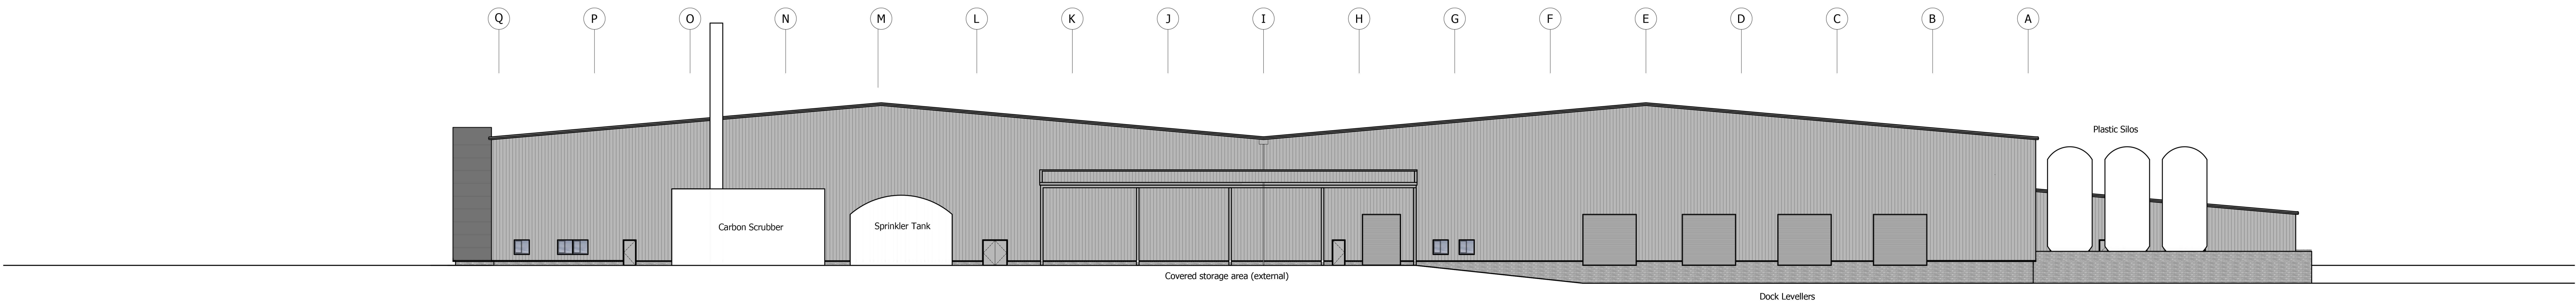 Q P O N M L K J I H G F E D C B A
Plastic Silos
Carbon Scrubber
Sprinkler Tank
Covered storage area (external)
Dock Levellers